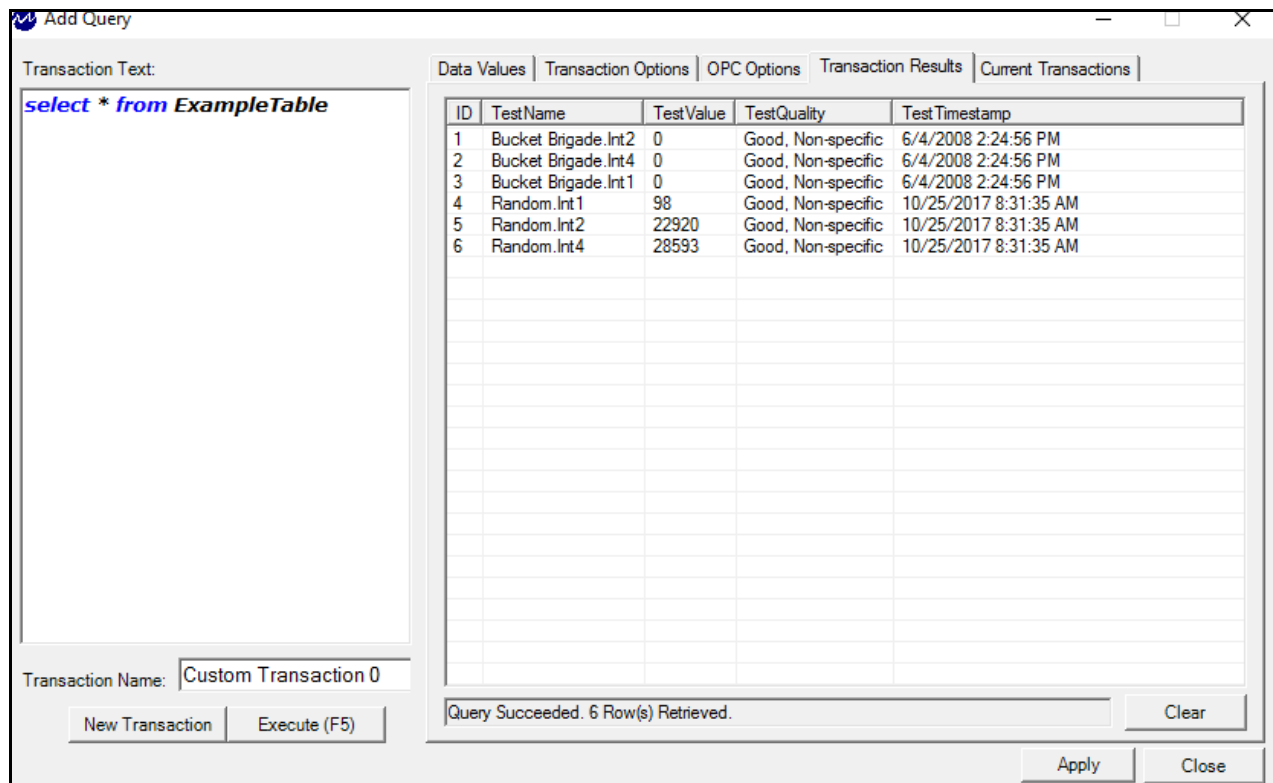 Add Query
Transaction Text:
select * from ExampleTable
Transaction Name: Custom Transaction 0
New Transaction Execute (F5)
Data Values Transaction Options OPC Options Transaction Results Current Transactions
ID TestName TestValue TestQuality TestTimestamp
1 Bucket Brigade.Int2 0 Good, Non-specific 6/4/2008 2:24:56 PM
2 Bucket Brigade.Int4 0 Good, Non-specific 6/4/2008 2:24:56 PM
3 Bucket Brigade.Int1 0 Good, Non-specific 6/4/2008 2:24:56 PM
4 Random.Int1 98 Good, Non-specific 10/25/2017 8:31:35 AM
5 Random.Int2 22920 Good, Non-specific 10/25/2017 8:31:35 AM
6 Random.Int4 28593 Good, Non-specific 10/25/2017 8:31:35 AM
Query Succeeded. 6 Row(s) Retrieved. Clear
Apply Close